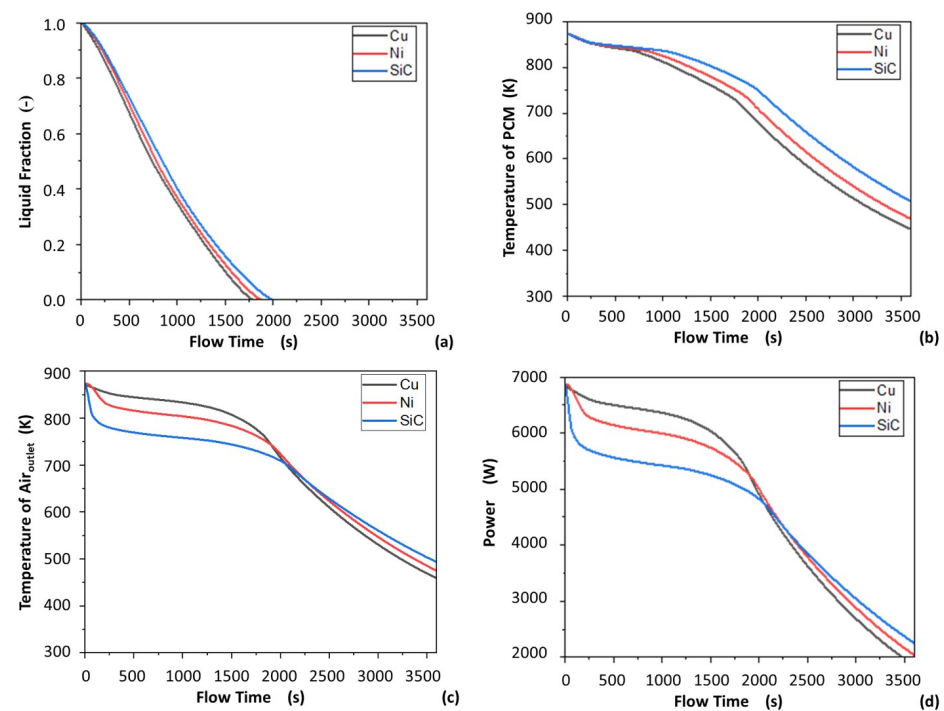 1.0
0.8
0.6
0.4
0.2
0.0
Liquid Fraction (-)
Cu
Ni
SiC
0 500 1000 1500 2000 2500 3000 3500
Flow Time (s)
(a)
900
800
700
600
500
400
300
Temperature of PCM (K)
Cu
Ni
SiC
0 500 1000 1500 2000 2500 3000 3500
Flow Time (s)
(b)
900
800
700
600
500
400
300
Temperature of Airoutlet (K)
Cu
Ni
SiC
0 500 1000 1500 2000 2500 3000 3500
Flow Time (s)
(c)
7000
6000
5000
4000
3000
2000
Power (W)
Cu
Ni
SiC
0 500 1000 1500 2000 2500 3000 3500
Flow Time (s)
(d)